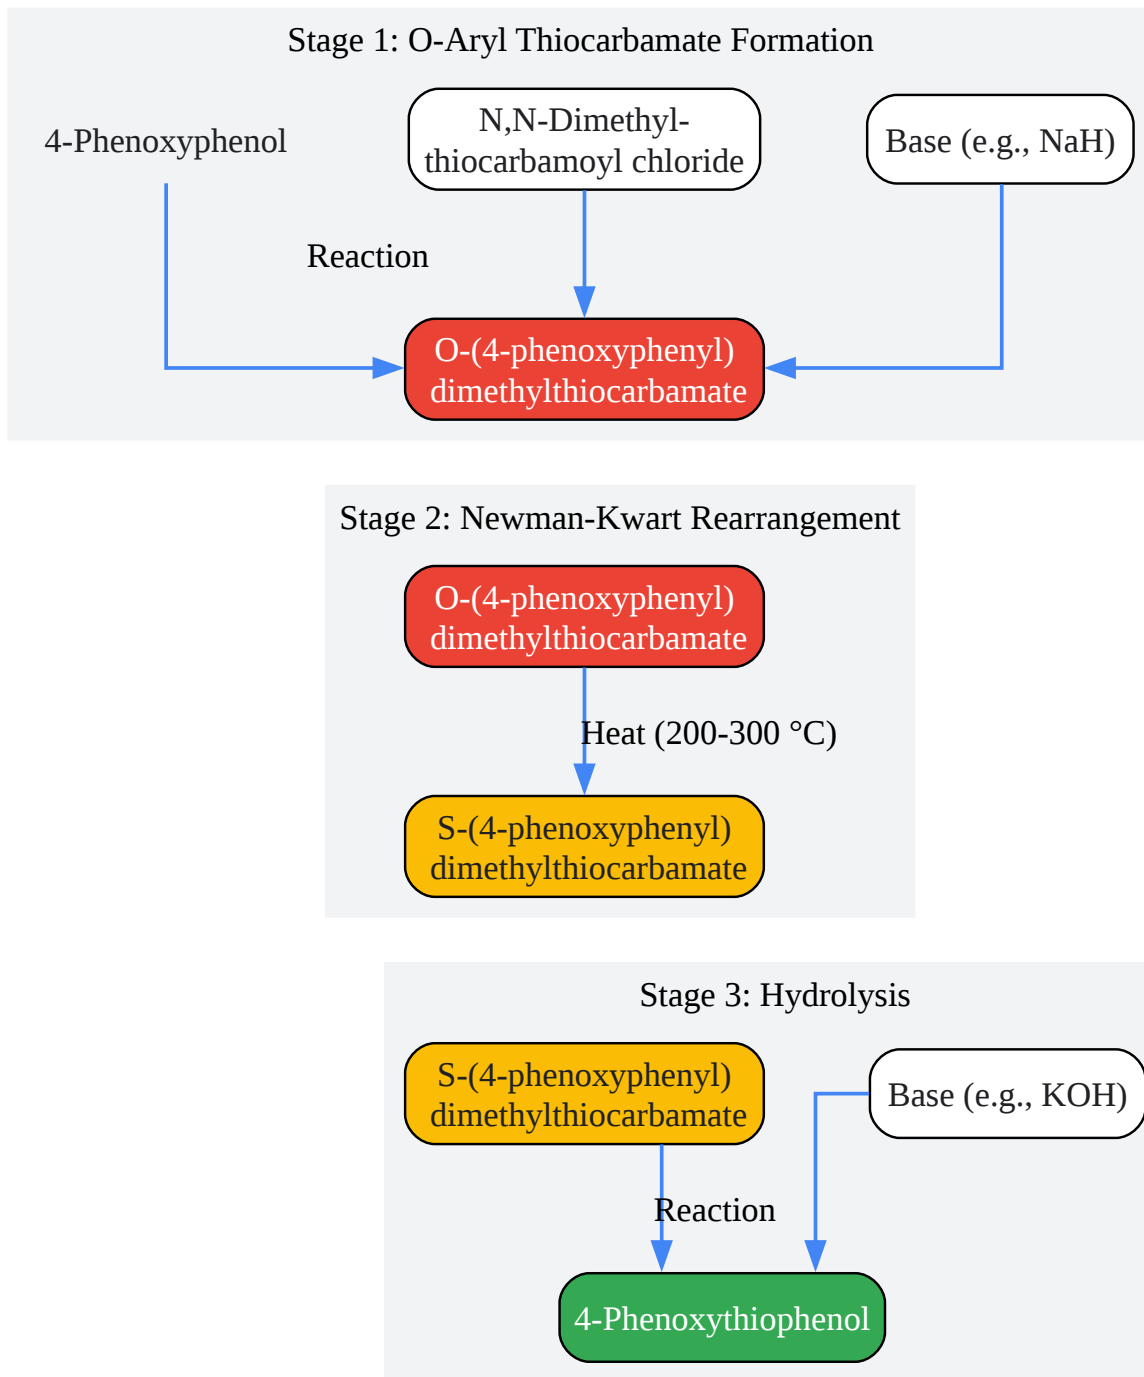 Stage 1: O-Aryl Thiocarbamate Formation
4-Phenoxyphenol
N,N-Dimethyl-
thiocarbamoyl chloride
Base (e.g., NaH)
Reaction
O-(4-phenoxyphenyl)
dimethylthiocarbamate
Stage 2: Newman-Kwart Rearrangement
O-(4-phenoxyphenyl)
dimethylthiocarbamate
Heat (200-300 °C)
S-(4-phenoxyphenyl)
dimethylthiocarbamate
Stage 3: Hydrolysis
S-(4-phenoxyphenyl)
dimethylthiocarbamate
Base (e.g., KOH)
Reaction
4-Phenoxythiophenol